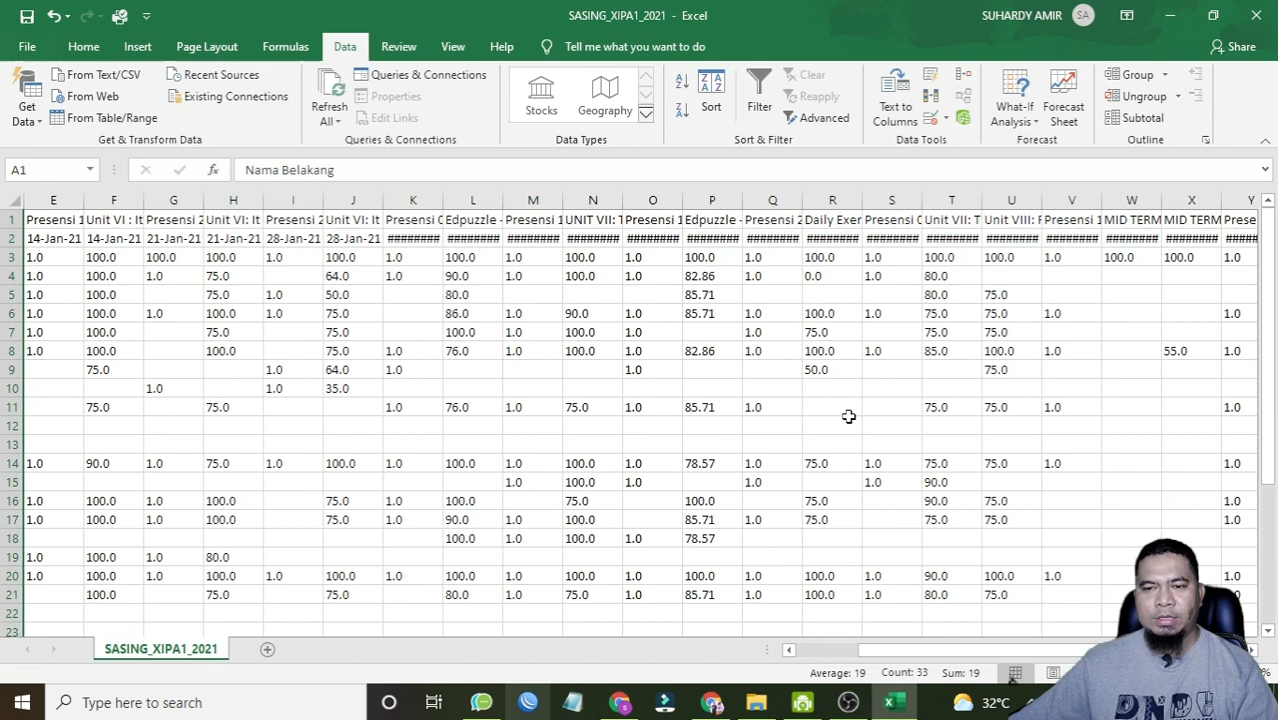 SASING_XIPA1_2021 - Excel
SUHARDY AMIR SA
File Home Insert Page Layout Formulas Data Review View Help Tell me what you want to do Share
Get Data
From Text/CSV
From Web
From Table/Range
Recent Sources
Existing Connections
Get & Transform Data
Refresh All
Queries & Connections
Properties
Edit Links
Queries & Connections
Stocks Geography
Data Types
Sort
Filter
Clear
Reapply
Advanced
Sort & Filter
Text to Columns
Data Tools
What-If Analysis
Forecast Sheet
Forecast
Group
Ungroup
Subtotal
Outline
A1 fx Nama Belakang
E F G H I J K L M N O P Q R S T U V W X Y
1 Presensi 1 Unit VI : It Presensi 2 Unit VI: It Presensi 2 Unit VI: It Presensi 0 Edpuzzle - Presensi 1 UNIT VII: T Presensi 1 Edpuzzle - Presensi 2 Daily Exer Presensi 0 Unit VII: T Unit VIII: F Presensi 1 MID TERM MID TERM Prese
2 14-Jan-21 14-Jan-21 21-Jan-21 21-Jan-21 28-Jan-21 28-Jan-21 ######## ######## ######## ######## ######## ######## ######## ######## ######## ######## ######## ######## ######## ######## #####
3 1.0 100.0 100.0 100.0 1.0 100.0 1.0 100.0 1.0 100.0 1.0 100.0 1.0 100.0 1.0 100.0 100.0 1.0 100.0 100.0 1.0
4 1.0 100.0 1.0 75.0 64.0 1.0 90.0 1.0 100.0 1.0 82.86 1.0 0.0 1.0 80.0
5 1.0 100.0 75.0 1.0 50.0 80.0 85.71 80.0 75.0
6 1.0 100.0 1.0 100.0 1.0 75.0 86.0 1.0 90.0 1.0 85.71 1.0 100.0 1.0 75.0 75.0 1.0 1.0
7 1.0 100.0 75.0 75.0 100.0 1.0 100.0 1.0 1.0 75.0 75.0 75.0
8 1.0 100.0 100.0 75.0 1.0 76.0 1.0 100.0 1.0 82.86 1.0 100.0 1.0 85.0 100.0 1.0 55.0 1.0
9 75.0 1.0 64.0 1.0 1.0 50.0 75.0
10 1.0 1.0 35.0
11 75.0 75.0 1.0 76.0 1.0 75.0 1.0 85.71 1.0 75.0 75.0 1.0 1.0
12
13
14 1.0 90.0 1.0 75.0 1.0 100.0 1.0 100.0 1.0 100.0 1.0 78.57 1.0 75.0 1.0 75.0 75.0 1.0 1.0
15 1.0 100.0 1.0 1.0 1.0 90.0
16 1.0 100.0 1.0 100.0 75.0 1.0 100.0 75.0 100.0 75.0 90.0 75.0 1.0
17 1.0 100.0 1.0 100.0 75.0 1.0 90.0 1.0 100.0 85.71 1.0 75.0 75.0 75.0 1.0
18 100.0 1.0 100.0 1.0 78.57
19 1.0 100.0 1.0 80.0
20 1.0 100.0 1.0 100.0 1.0 100.0 1.0 100.0 1.0 100.0 1.0 100.0 1.0 100.0 1.0 90.0 100.0 1.0 1.0
21 100.0 75.0 75.0 80.0 1.0 75.0 1.0 85.71 1.0 100.0 1.0 80.0 75.0 1.0
22
23
SASING_XIPA1_2021
Average: 19 Count: 33 Sum: 19
Type here to search
32°C